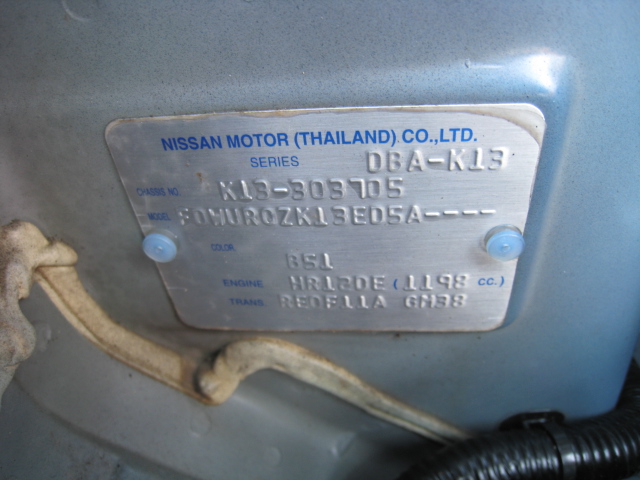 NISSAN MOTOR (THAILAND) CO.,LTD.
SERIES DBA-K13
CHASSIS NO. K13-303705
MODEL FDWURQZK13ED5A----
COLOR B51
ENGINE HR12DE (1198 CC.)
TRANS. RE0F11A GM38